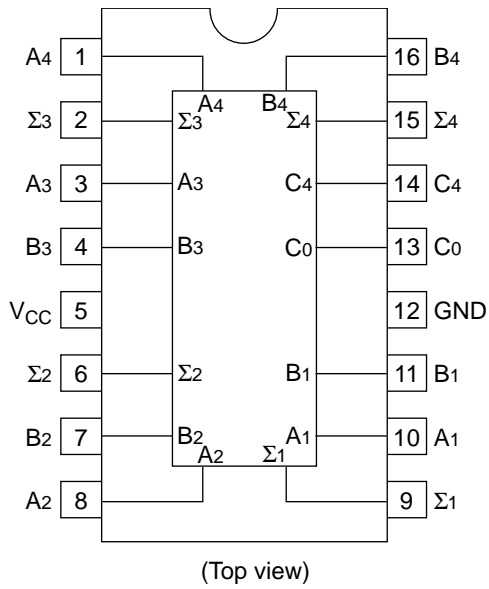 A4 1 16 B4
A4 B4
Σ3 2 Σ3 Σ4 15 Σ4
A3 3 A3 C4 14 C4
B3 4 B3 C0 13 C0
VCC 5 12 GND
Σ2 6 Σ2 B1 11 B1
B2 7 B2 A1 10 A1
A2 Σ1
A2 8 9 Σ1
(Top view)